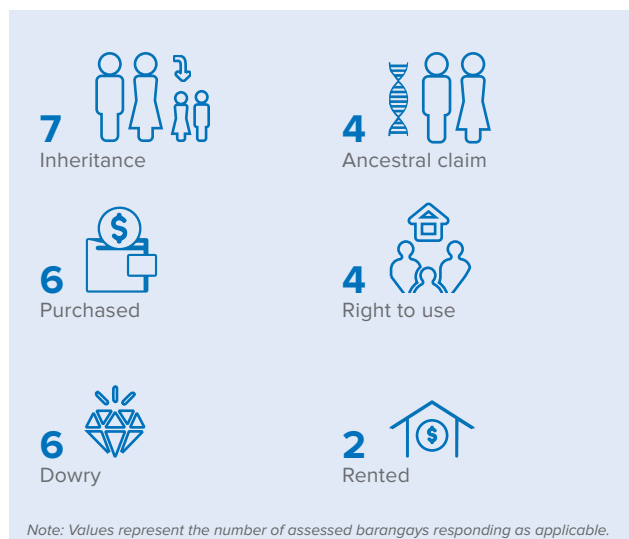 7
Inheritance
4
Ancestral claim
$
6
Purchased
4
Right to use
6
Dowry
$
2
Rented
Note: Values represent the number of assessed barangays responding as applicable.